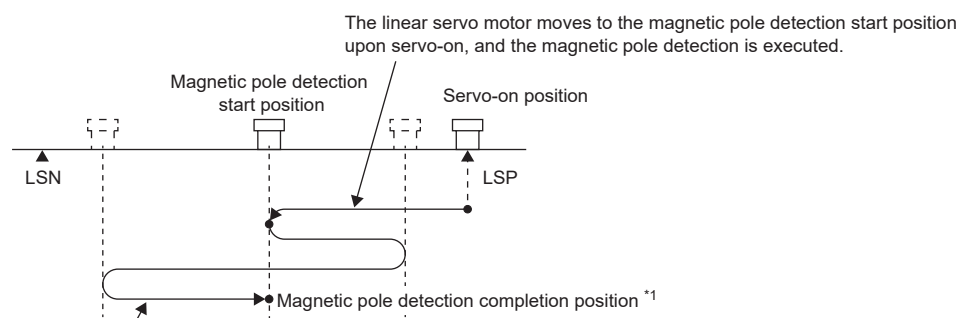 The linear servo motor moves to the magnetic pole detection start position
upon servo-on, and the magnetic pole detection is executed.
Magnetic pole detection
start position
Servo-on position
LSN
LSP
Magnetic pole detection completion position *1